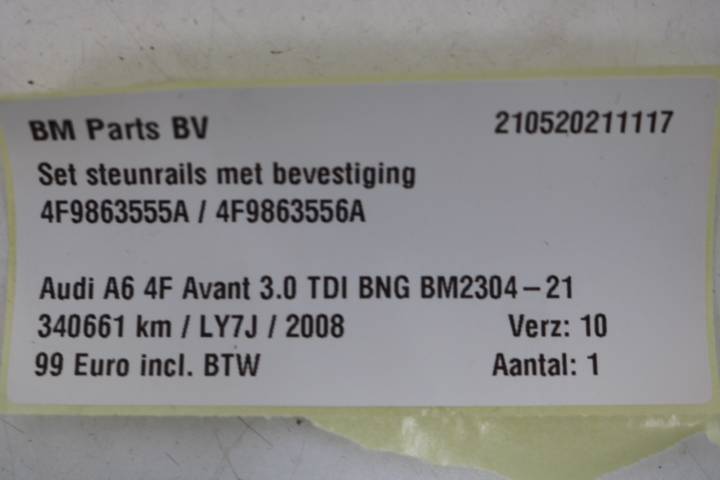 BM Parts BV 210520211117
Set steunrails met bevestiging
4F9863555A / 4F9863556A
Audi A6 4F Avant 3.0 TDI BNG BM2304-21
340661 km / LY7J / 2008 Verz: 10
99 Euro incl. BTW Aantal: 1